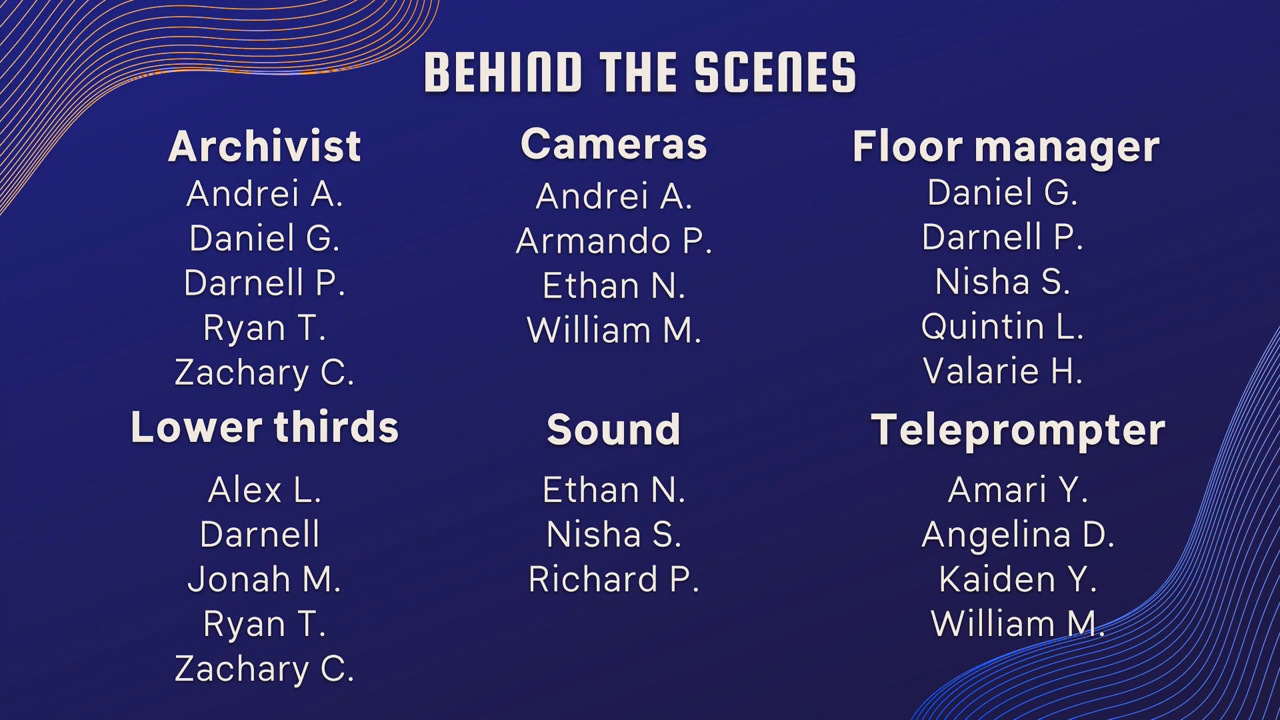 BEHIND THE SCENES
Archivist
Andrei A.
Daniel G.
Darnell P.
Ryan T.
Zachary C.
Cameras
Andrei A.
Armando P.
Ethan N.
William M.
Floor manager
Daniel G.
Darnell P.
Nisha S.
Quintin L.
Valarie H.
Lower thirds
Alex L.
Darnell
Jonah M.
Ryan T.
Zachary C.
Sound
Ethan N.
Nisha S.
Richard P.
Teleprompter
Amari Y.
Angelina D.
Kaiden Y.
William M.